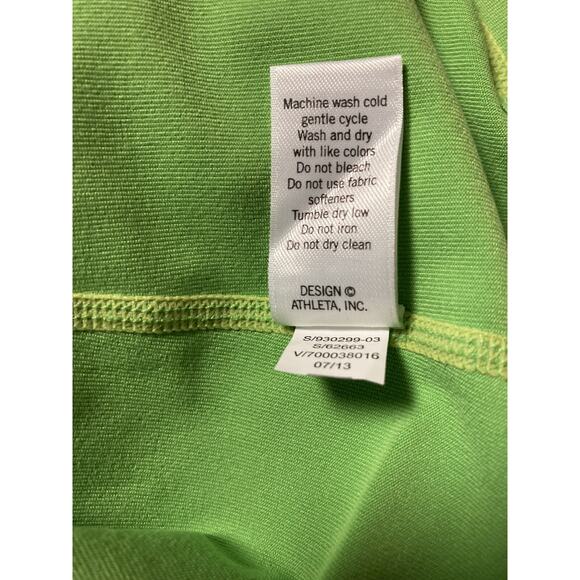 Machine wash cold
gentle cycle
Wash and dry
with like colors
Do not bleach
Do not use fabric
softeners
Tumble dry low
Do not iron
Do not dry clean
DESIGN ©
ATHLETA, INC.
S/930299-03
S/62663
V/700038016
07/13